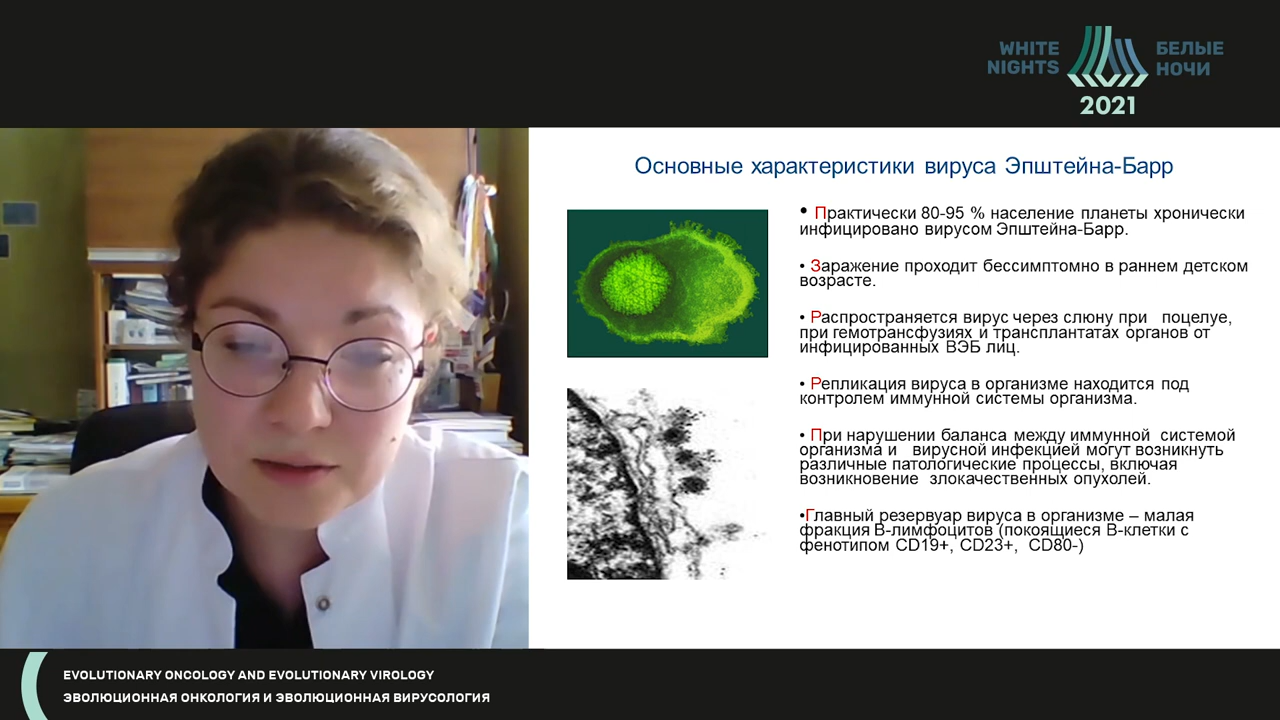 WHITE
NIGHTS
БЕЛЫЕ
НОЧИ
2021
Основные характеристики вируса Эпштейна-Барр
• Практически 80-95 % население планеты хронически
инфицировано вирусом Эпштейна-Барр.
• Заражение проходит бессимптомно в раннем детском
возрасте.
• Распространяется вирус через слюну при поцелуе,
при гемотрансфузиях и трансплантатах органов от
инфицированных ВЭБ лиц.
• Репликация вируса в организме находится под
контролем иммунной системы организма.
• При нарушении баланса между иммунной системой
организма и вирусной инфекцией могут возникнуть
различные патологические процессы, включая
возникновение злокачественных опухолей.
•Главный резервуар вируса в организме – малая
фракция В-лимфоцитов (покоящиеся В-клетки с
фенотипом CD19+, CD23+, CD80-)
EVOLUTIONARY ONCOLOGY AND EVOLUTIONARY VIROLOGY
ЭВОЛЮЦИОННАЯ ОНКОЛОГИЯ И ЭВОЛЮЦИОННАЯ ВИРУСОЛОГИЯ